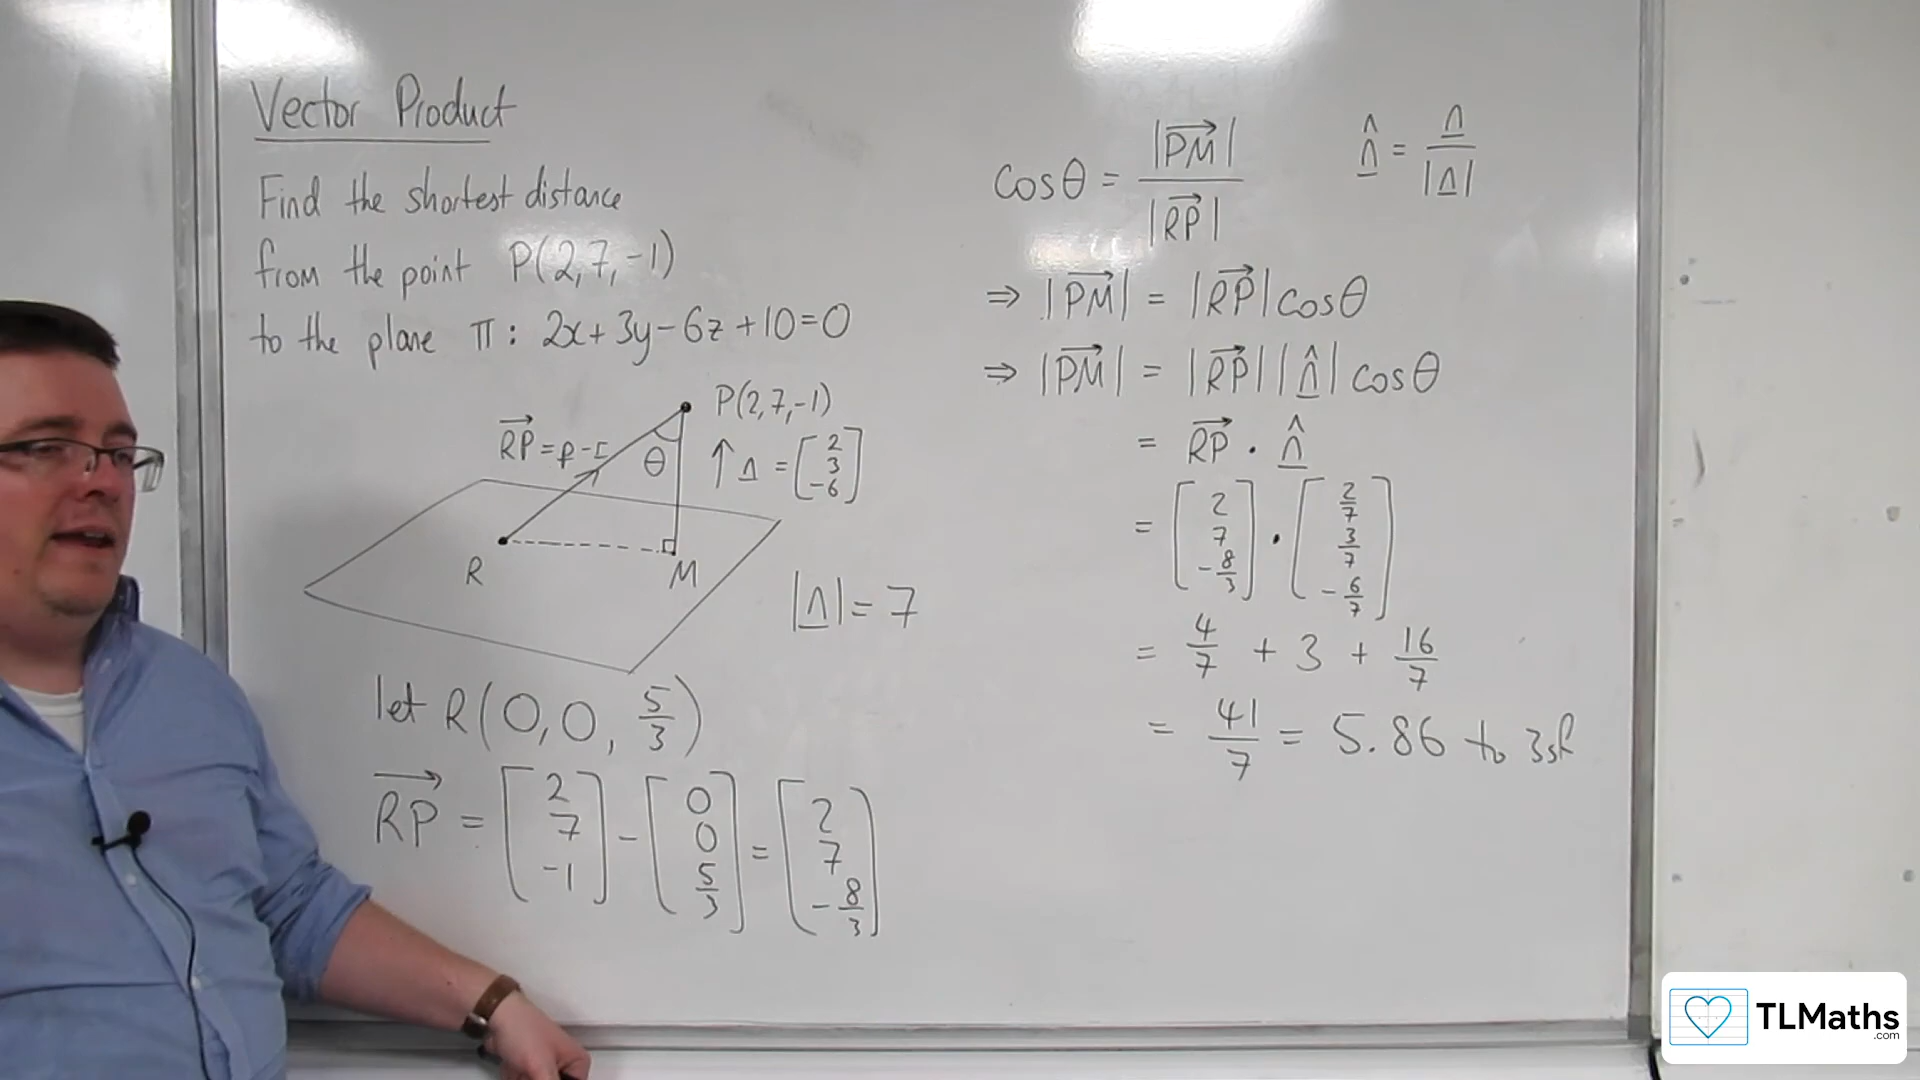 Vector Product
Find the shortest distance
from the point P(2,7,-1)
to the plane π: 2x+3y-6z+10=0
P(2,7,-1)
RP⃗ = p - r
θ
↑ n = [2 3 -6]
R
M
|n| = 7
let R(0,0,5/3)
RP⃗ = [2 7 -1] - [0 0 5/3] = [2 7 -8/3]
cosθ = |PM⃗| / |RP⃗|
n̂ = n / |n|
⇒ |PM⃗| = |RP⃗|cosθ
⇒ |PM⃗| = |RP⃗||n̂|cosθ
= RP⃗ · n̂
= [2 7 -8/3] · [2/7 3/7 -6/7]
= 4/7 + 3 + 16/7
= 41/7 = 5.86 to 3sf
TLMaths
.com